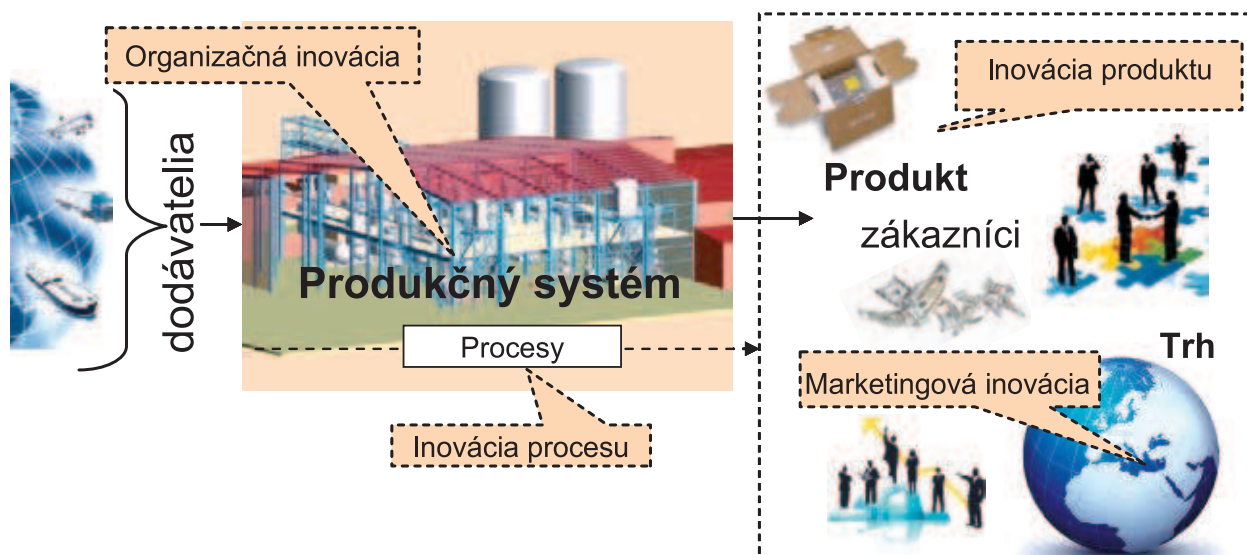 Organizačná inovácia
Inovácia produktu
dodávatelia
Produkt
zákazníci
Produkčný systém
Procesy
Trh
Marketingová inovácia
Inovácia procesu